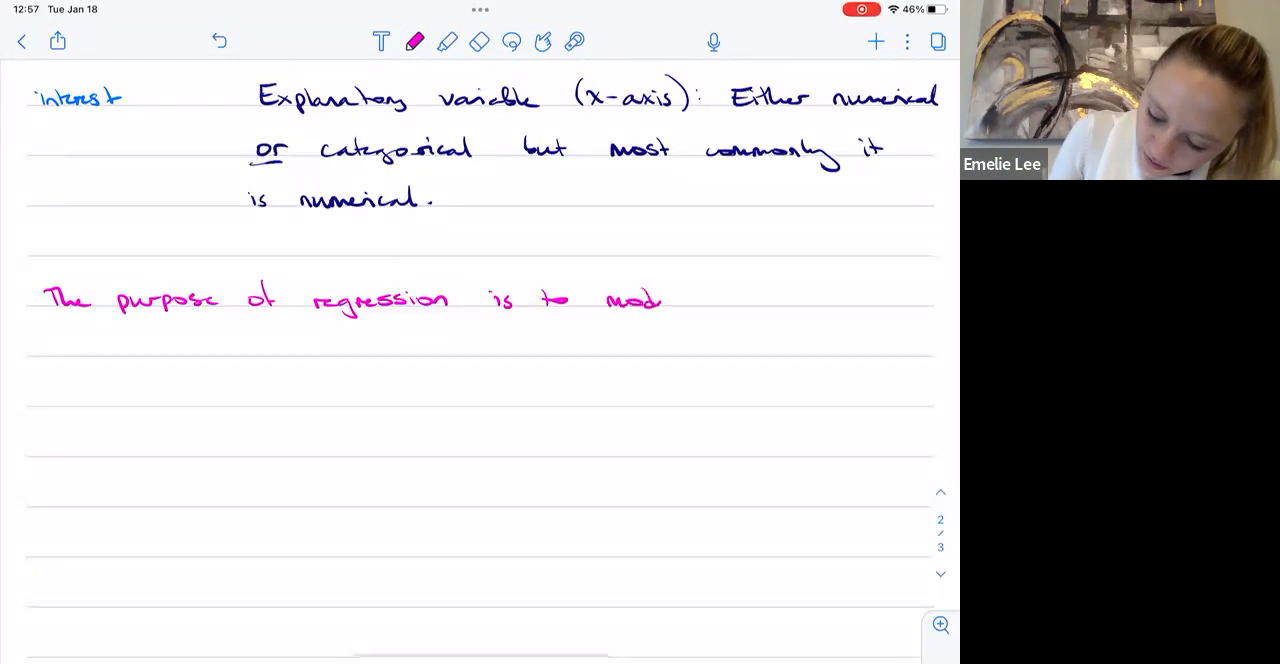 12:57 Tue Jan 18
46%
interest
Explanatory variable (x-axis): Either numerical
or categorical but most commonly it
is numerical.
The purpose of regression is to mod
2
/
3
Emelie Lee